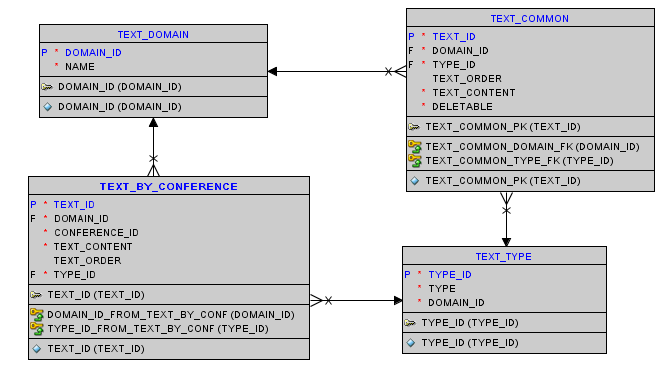 TEXT_DOMAIN
P * DOMAIN_ID
* NAME
DOMAIN_ID (DOMAIN_ID)
DOMAIN_ID (DOMAIN_ID)
TEXT_COMMON
P * TEXT_ID
F * DOMAIN_ID
F * TYPE_ID
TEXT_ORDER
* TEXT_CONTENT
* DELETABLE
TEXT_COMMON_PK (TEXT_ID)
TEXT_COMMON_DOMAIN_FK (DOMAIN_ID)
TEXT_COMMON_TYPE_FK (TYPE_ID)
TEXT_COMMON_PK (TEXT_ID)
TEXT_BY_CONFERENCE
P * TEXT_ID
F * DOMAIN_ID
* CONFERENCE_ID
* TEXT_CONTENT
TEXT_ORDER
F * TYPE_ID
TEXT_ID (TEXT_ID)
DOMAIN_ID_FROM_TEXT_BY_CONF (DOMAIN_ID)
TYPE_ID_FROM_TEXT_BY_CONF (TYPE_ID)
TEXT_ID (TEXT_ID)
TEXT_TYPE
P * TYPE_ID
* TYPE
* DOMAIN_ID
TYPE_ID (TYPE_ID)
TYPE_ID (TYPE_ID)